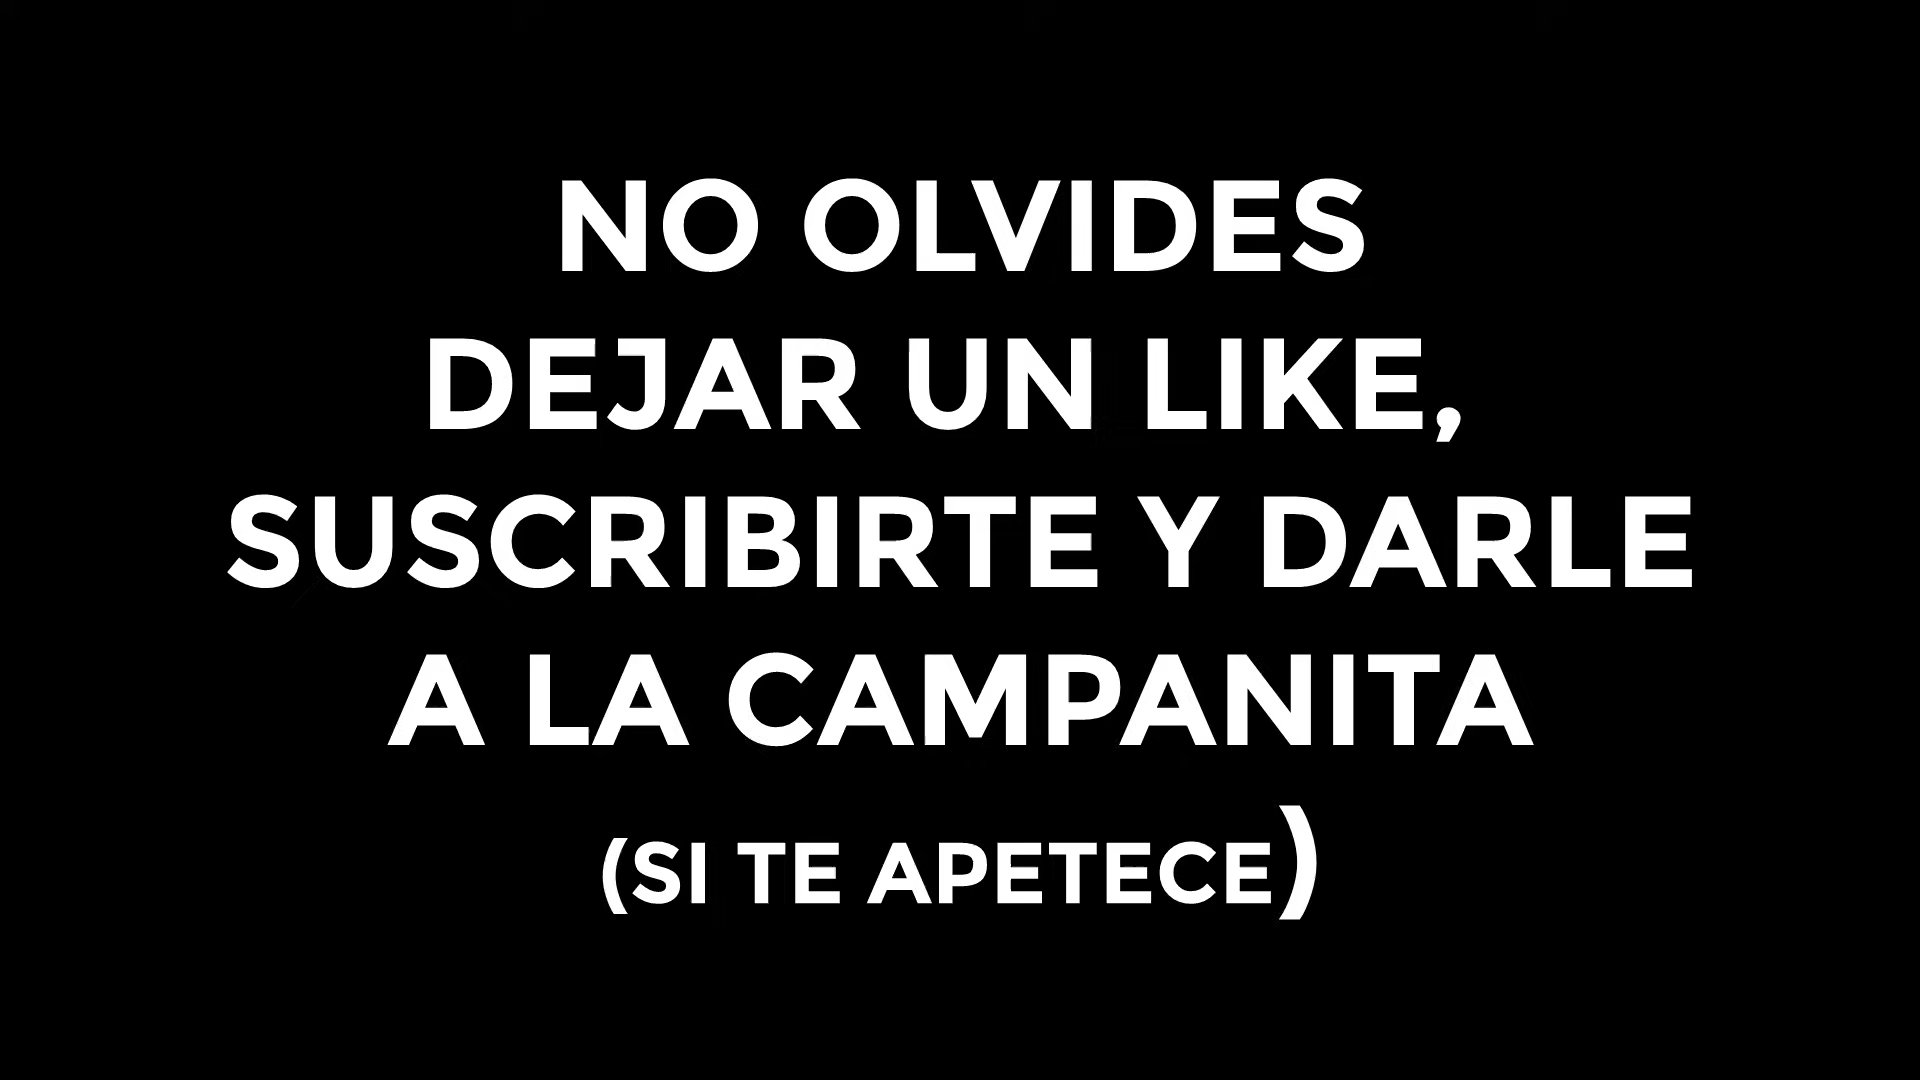 NO OLVIDES
DEJAR UN LIKE,
SUSCRIBIRTE Y DARLE
A LA CAMPANITA
(SI TE APETECE)